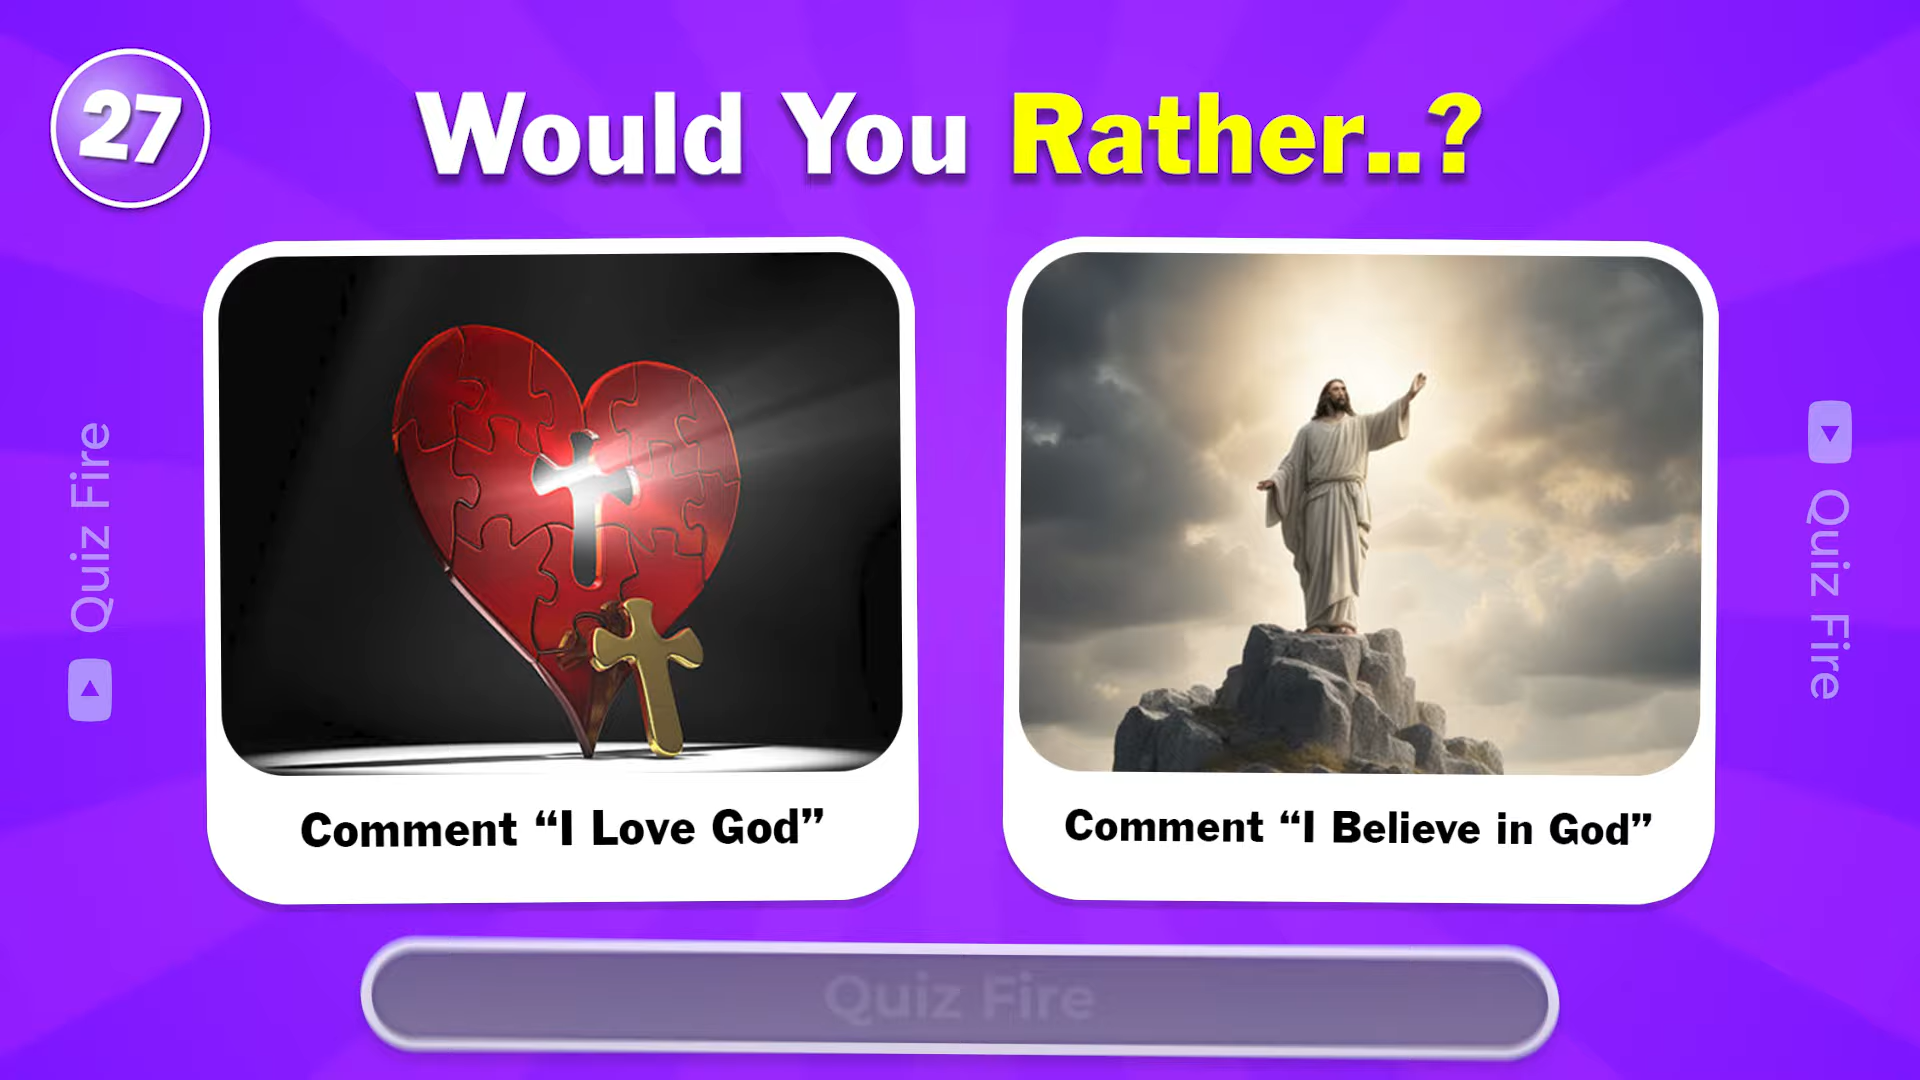 27
Would You Rather..?
Quiz Fire
Quiz Fire
Comment “I Love God”
Comment “I Believe in God”
Quiz Fire